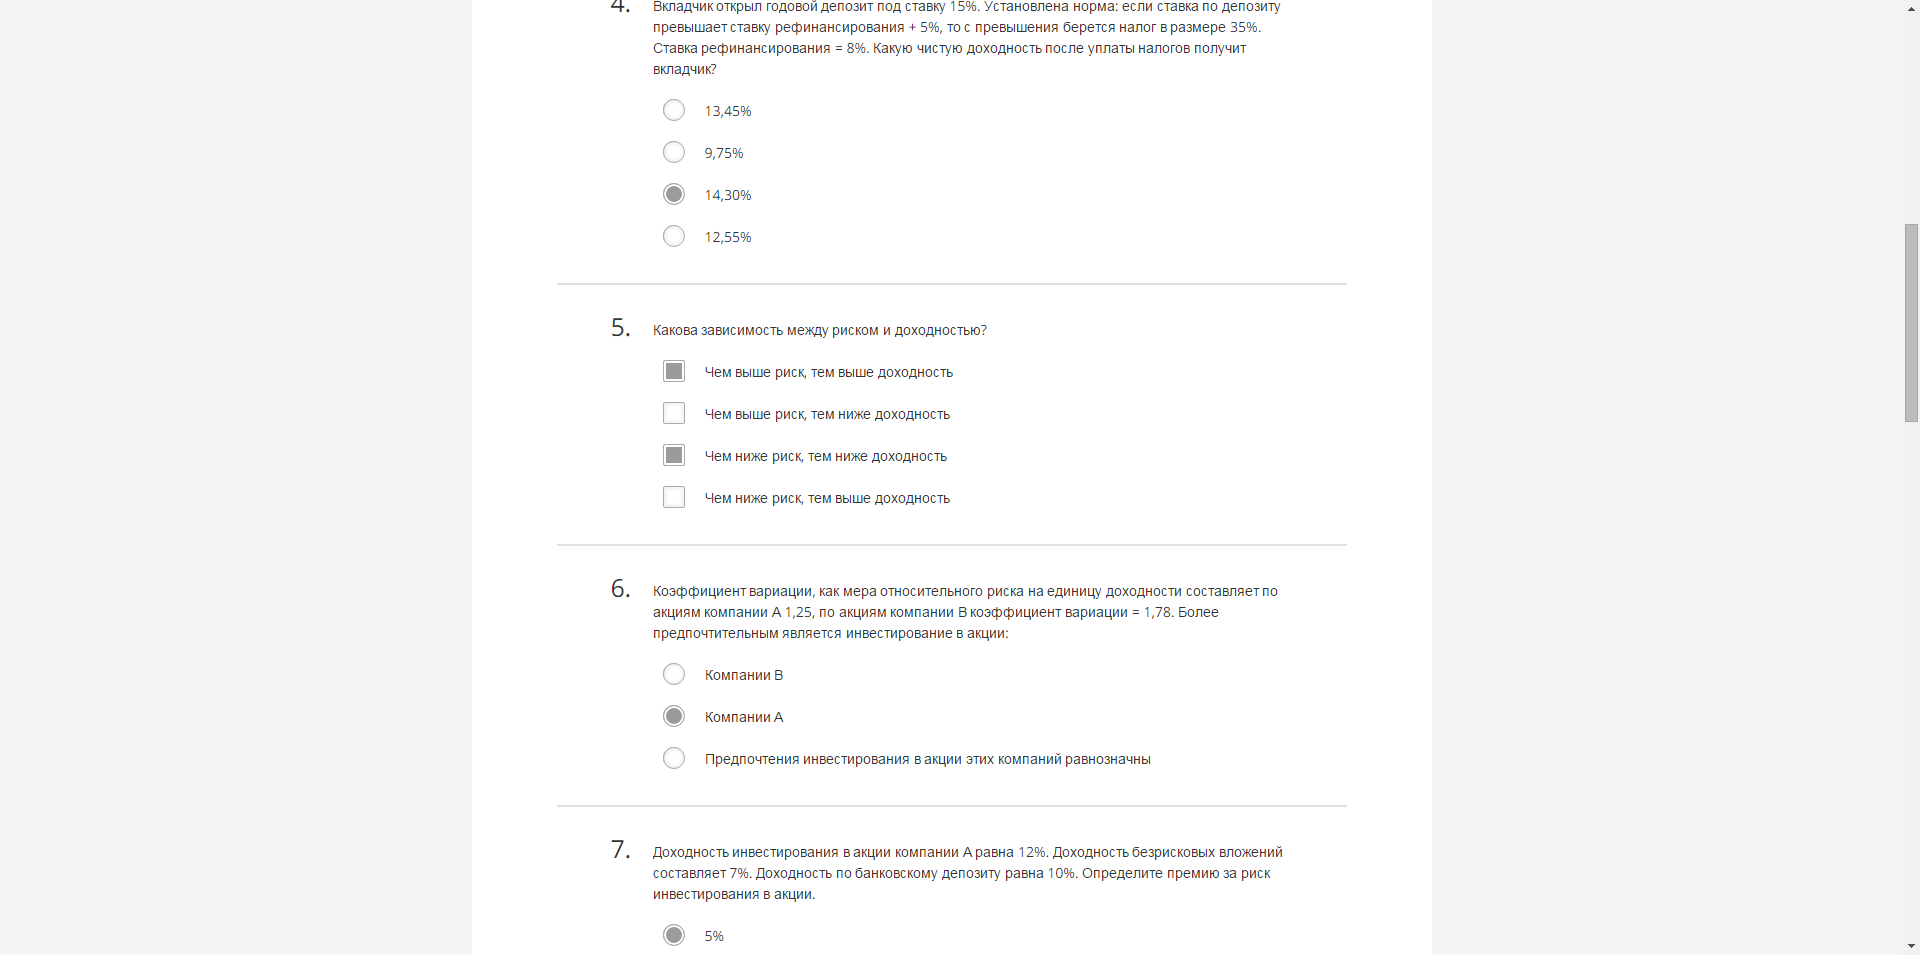 4. Вкладчик открыл годовой депозит под ставку 15%. Установлена норма: если ставка по депозиту
превышает ставку рефинансирования + 5%, то с превышения берется налог в размере 35%.
Ставка рефинансирования = 8%. Какую чистую доходность после уплаты налогов получит
вкладчик?
13,45%
9,75%
14,30%
12,55%
5. Какова зависимость между риском и доходностью?
Чем выше риск, тем выше доходность
Чем выше риск, тем ниже доходность
Чем ниже риск, тем ниже доходность
Чем ниже риск, тем выше доходность
6. Коэффициент вариации, как мера относительного риска на единицу доходности составляет по
акциям компании А 1,25, по акциям компании В коэффициент вариации = 1,78. Более
предпочтительным является инвестирование в акции:
Компании В
Компании А
Предпочтения инвестирования в акции этих компаний равнозначны
7. Доходность инвестирования в акции компании А равна 12%. Доходность безрисковых вложений
составляет 7%. Доходность по банковскому депозиту равна 10%. Определите премию за риск
инвестирования в акции.
5%